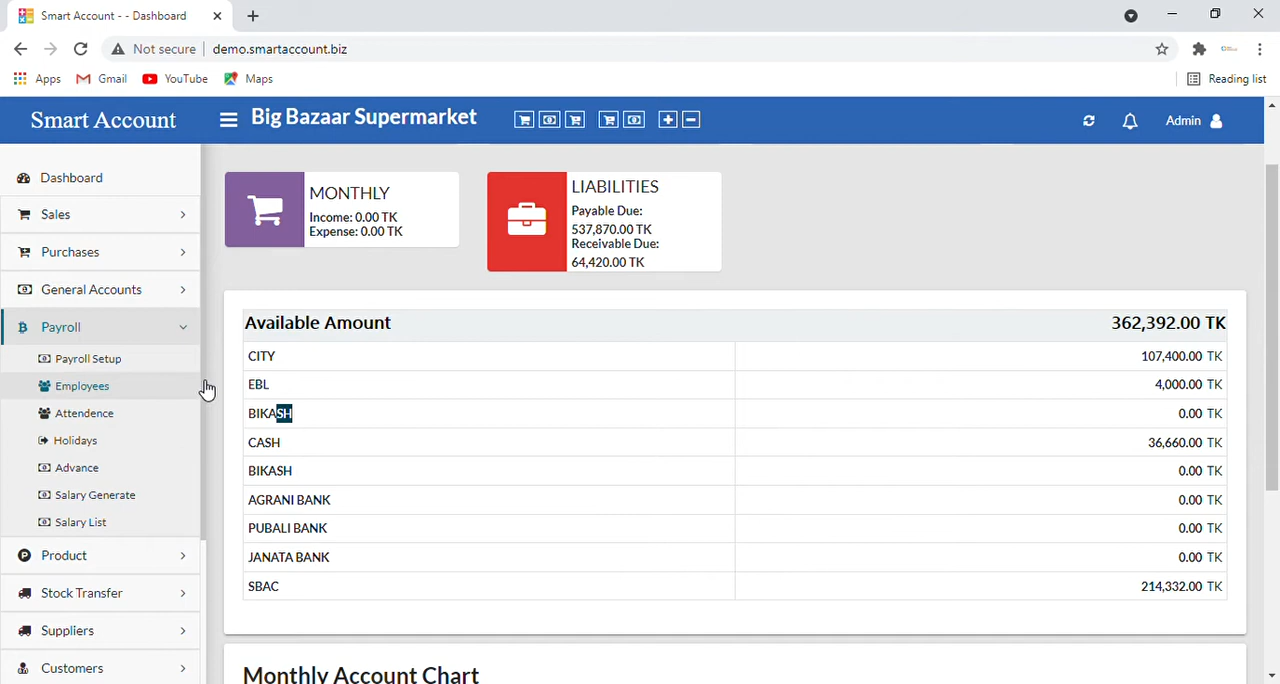 Smart Account - - Dashboard
Not secure demo.smartaccount.biz
Apps Gmail YouTube Maps Reading list
Smart Account Big Bazaar Supermarket Admin
Dashboard
Sales
Purchases
General Accounts
Payroll
Payroll Setup
Employees
Attendence
Holidays
Advance
Salary Generate
Salary List
Product
Stock Transfer
Suppliers
Customers
MONTHLY
Income: 0.00 TK
Expense: 0.00 TK
LIABILITIES
Payable Due:
537,870.00 TK
Receivable Due:
64,420.00 TK
Available Amount 362,392.00 TK
CITY 107,400.00 TK
EBL 4,000.00 TK
BIKASH 0.00 TK
CASH 36,660.00 TK
BIKASH 0.00 TK
AGRANI BANK 0.00 TK
PUBALI BANK 0.00 TK
JANATA BANK 0.00 TK
SBAC 214,332.00 TK
Monthly Account Chart